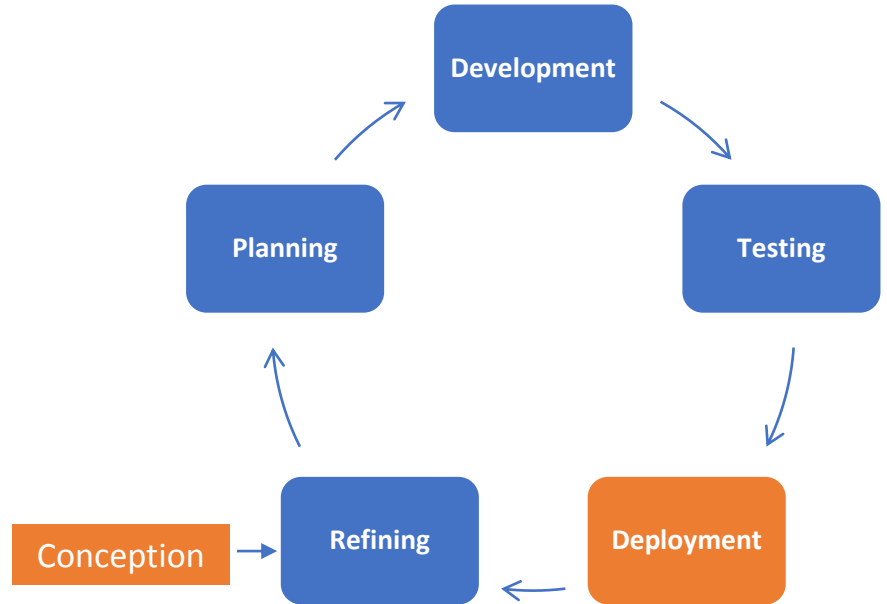 Development
Planning
Testing
Refining
Deployment
Conception